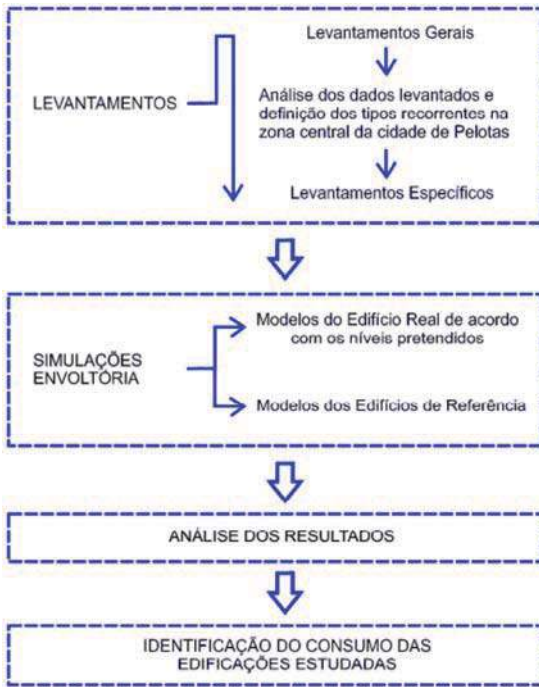 Levantamentos Gerais
LEVANTAMENTOS
Análise dos dados levantados e
definição dos tipos recorrentes na
zona central da cidade de Pelotas
Levantamentos Específicos
SIMULAÇÕES
ENVOLTÓRIA
Modelos do Edifício Real de acordo
com os níveis pretendidos
Modelos dos Edifícios de Referência
ANÁLISE DOS RESULTADOS
IDENTIFICAÇÃO DO CONSUMO DAS
EDIFICAÇÕES ESTUDADAS